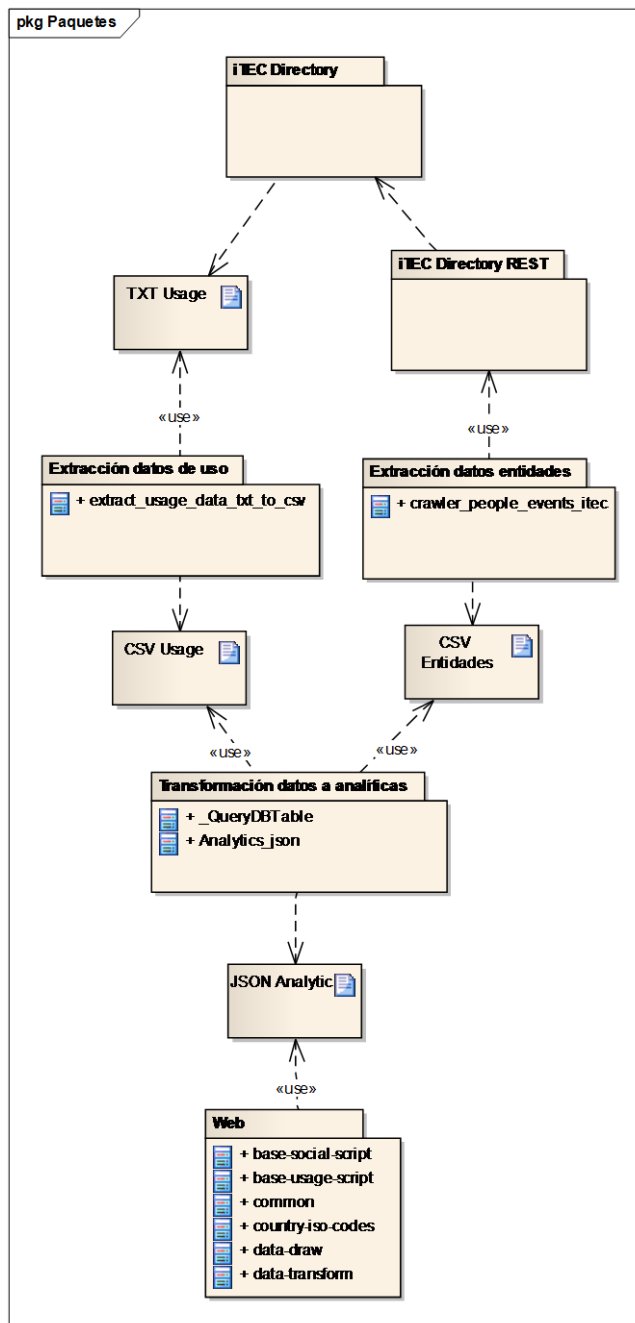 pkg Paquetes
iTEC Directory
iTEC Directory REST
TXT Usage
«use»
«use»
Extracción datos de uso
+ extract_usage_data_txt_to_csv
Extracción datos entidades
+ crawler_people_events_itec
CSV Usage
CSV
Entidades
«use»
«use»
Transformación datos a analíticas
+ _QueryDBTable
+ Analytics_json
JSON Analytic
«use»
Web
+ base-social-script
+ base-usage-script
+ common
+ country-iso-codes
+ data-draw
+ data-transform